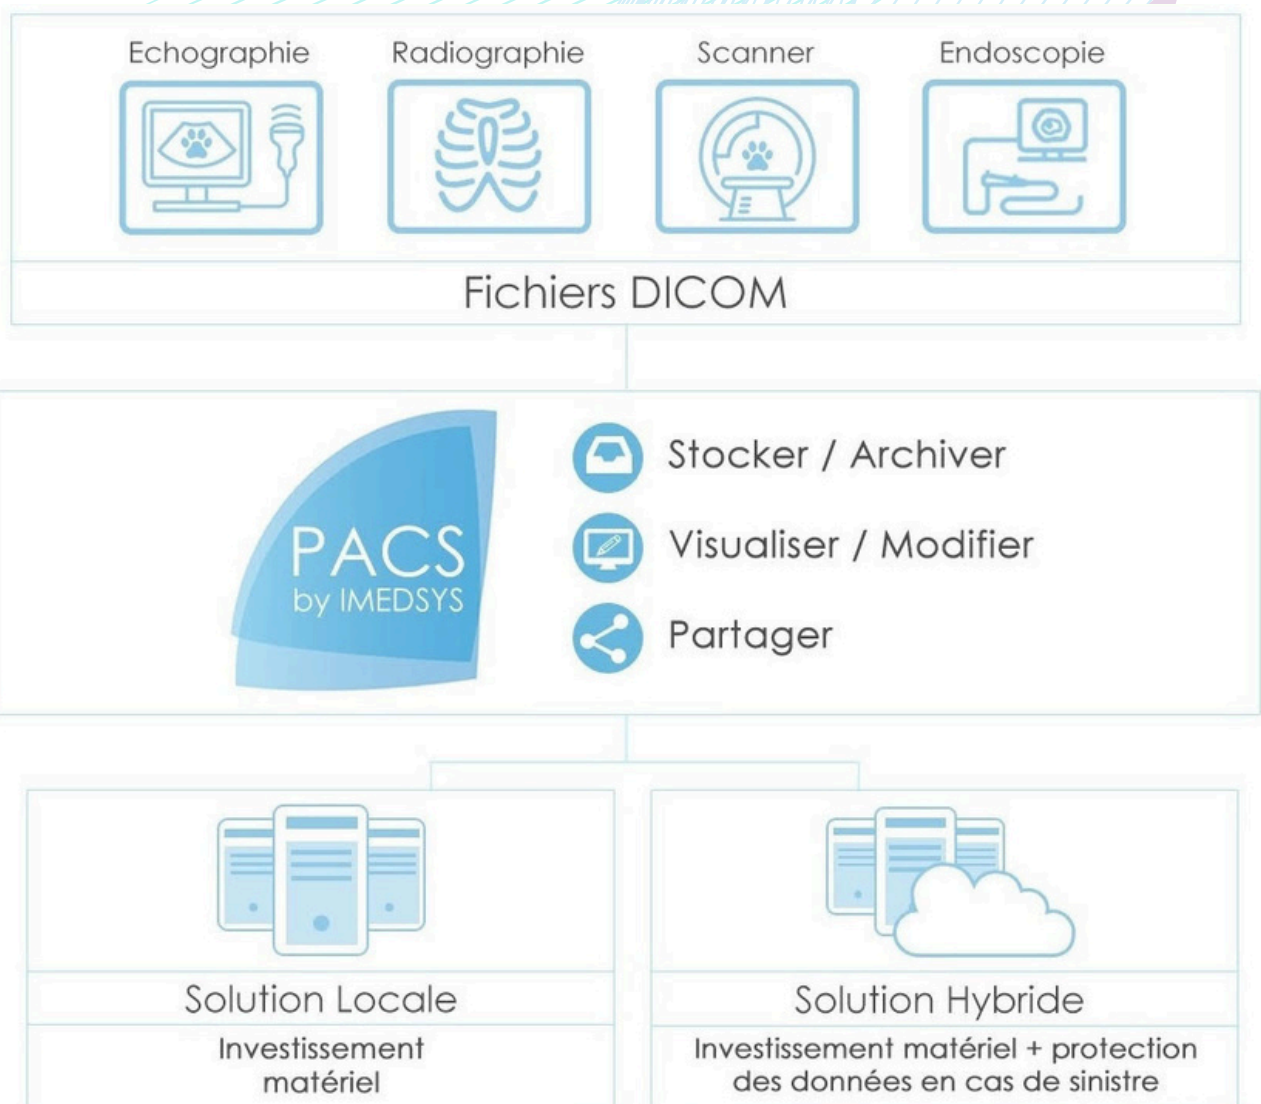 Echographie Radiographie Scanner Endoscopie
Fichiers DICOM
PACS
by IMEDSYS
Stocker / Archiver
Visualiser / Modifier
Partager
Solution Locale
Investissement
matériel
Solution Hybride
Investissement matériel + protection
des données en cas de sinistre